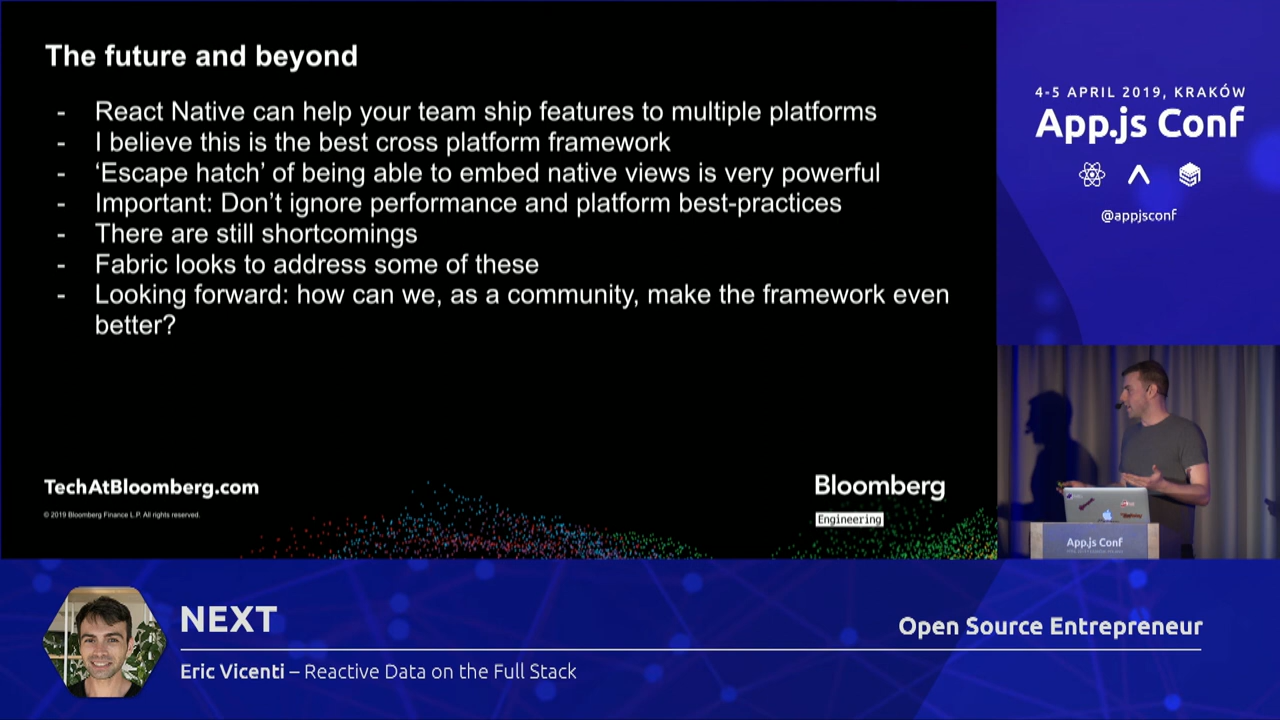 The future and beyond
- React Native can help your team ship features to multiple platforms
- I believe this is the best cross platform framework
- ‘Escape hatch’ of being able to embed native views is very powerful
- Important: Don’t ignore performance and platform best-practices
- There are still shortcomings
- Fabric looks to address some of these
- Looking forward: how can we, as a community, make the framework even
better?
TechAtBloomberg.com
© 2019 Bloomberg Finance L.P. All rights reserved.
Bloomberg
Engineering
4-5 APRIL 2019, KRAKÓW
App.js Conf
@appjsconf
App.js Conf
NEXT
Eric Vicenti – Reactive Data on the Full Stack
Open Source Entrepreneur